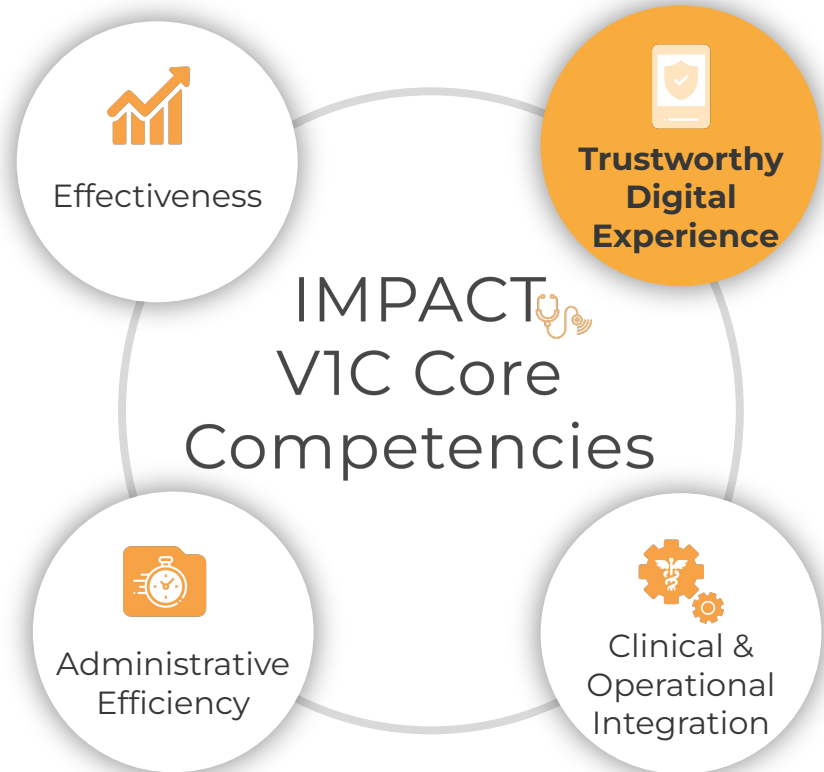 Effectiveness
Trustworthy
Digital
Experience
IMPACT
V1C Core
Competencies
Administrative
Efficiency
Clinical &
Operational
Integration